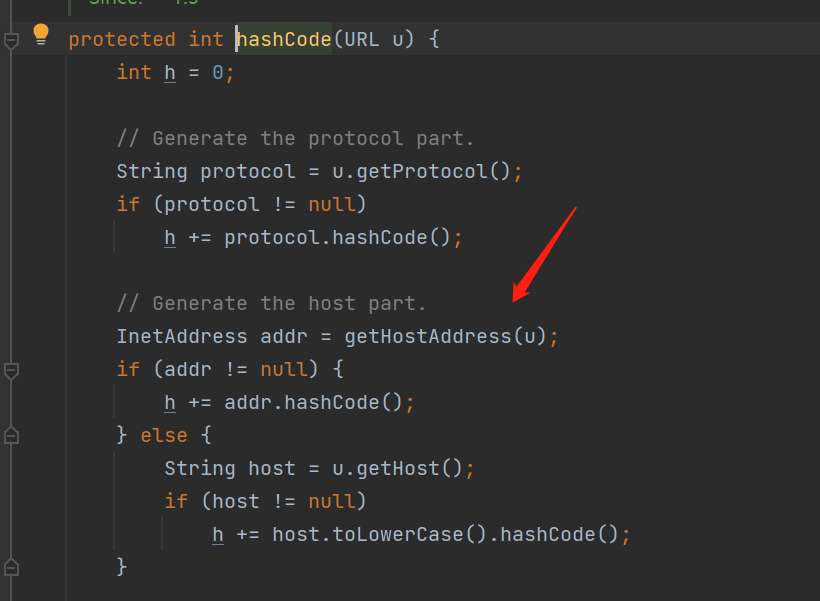 Since: 1.3
protected int hashCode(URL u) {
int h = 0;
// Generate the protocol part.
String protocol = u.getProtocol();
if (protocol != null)
h += protocol.hashCode();
// Generate the host part.
InetAddress addr = getHostAddress(u);
if (addr != null) {
h += addr.hashCode();
} else {
String host = u.getHost();
if (host != null)
h += host.toLowerCase().hashCode();
}